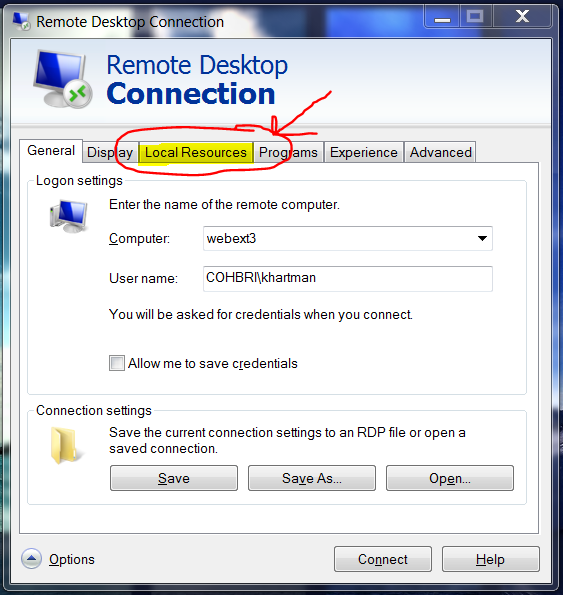 Remote Desktop Connection
Remote Desktop
Connection
General Display Local Resources Programs Experience Advanced
Logon settings
Enter the name of the remote computer.
Computer: webext3
User name: COHBRI\khartman
You will be asked for credentials when you connect.
Allow me to save credentials
Connection settings
Save the current connection settings to an RDP file or open a
saved connection.
Save Save As... Open...
Options Connect Help